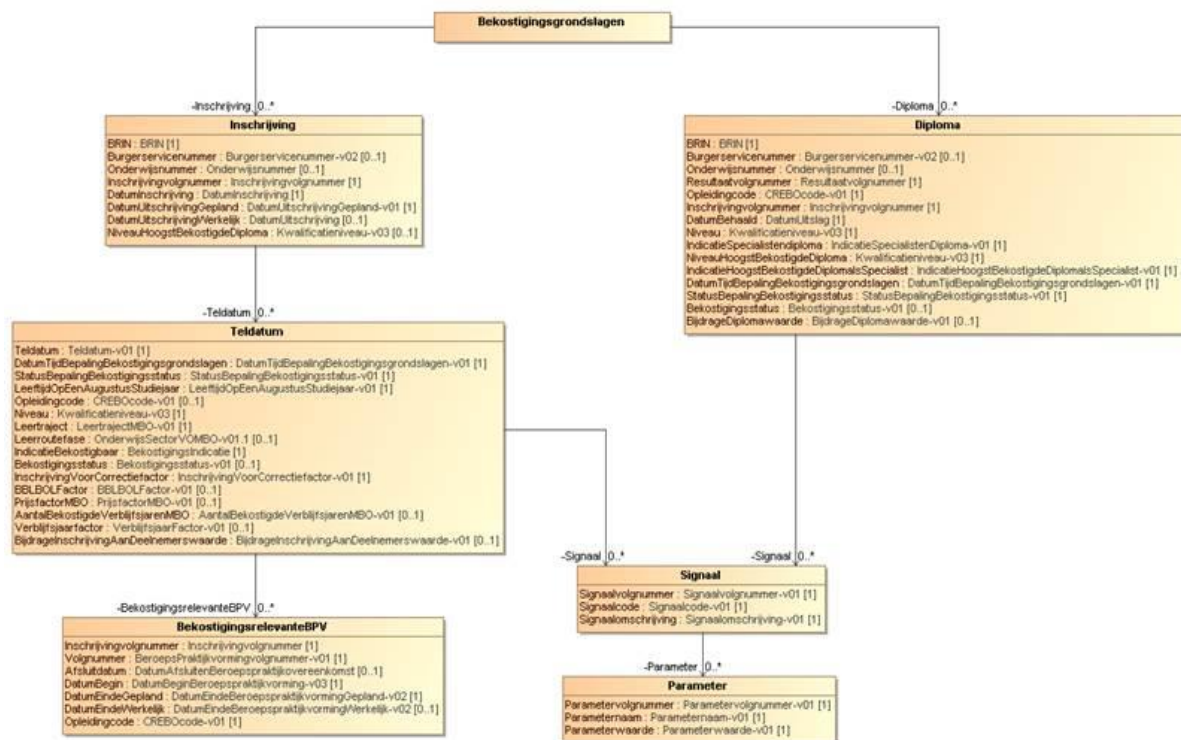 Bekostigingsgrondslagen
-Inschrijving 0..*
-Diploma 0..*
Inschrijving
BRIN : BRIN [1]
Burgerservicenummer : Burgerservicenummer-v02 [0..1]
Onderwijsnummer : Onderwijsnummer [0..1]
Inschrijvingvolgnummer : Inschrijvingvolgnummer [1]
DatumInschrijving : DatumInschrijving [1]
DatumUitschrijvingGepland : DatumUitschrijvingGepland-v01 [1]
DatumUitschrijvingWerkelijk : DatumUitschrijving [0..1]
NiveauHoogstBekostigdeDiploma : Kwalificatieniveau-v03 [0..1]
Diploma
BRIN : BRIN [1]
Burgerservicenummer : Burgerservicenummer-v02 [0..1]
Onderwijsnummer : Onderwijsnummer [0..1]
Resultaatvolgnummer : Resultaatvolgnummer [1]
Opleidingcode : CREBOcode-v01 [1]
Inschrijvingvolgnummer : Inschrijvingvolgnummer [1]
DatumBehaald : DatumUitslag [1]
Niveau : Kwalificatieniveau-v03 [1]
IndicatieSpecialistendiploma : IndicatieSpecialistenDiploma-v01 [1]
NiveauHoogstBekostigdeDiploma : Kwalificatieniveau-v03 [1]
IndicatieHoogstBekostigdeDiplomaIsSpecialist : IndicatieHoogstBekostigdeDiplomaIsSpecialist-v01 [1]
DatumTijdBepalingBekostigingsgrondslagen : DatumTijdBepalingBekostigingsgrondslagen-v01 [1]
StatusBepalingBekostigingsstatus : StatusBepalingBekostigingsstatus-v01 [1]
Bekostigingsstatus : Bekostigingsstatus-v01 [0..1]
BijdrageDiplomawaarde : BijdrageDiplomawaarde-v01 [0..1]
-Teldatum 0..*
Teldatum
Teldatum : Teldatum-v01 [1]
DatumTijdBepalingBekostigingsgrondslagen : DatumTijdBepalingBekostigingsgrondslagen-v01 [1]
StatusBepalingBekostigingsstatus : StatusBepalingBekostigingsstatus-v01 [1]
LeeftijdOpEenAugustusStudiejaar : LeeftijdOpEenAugustusStudiejaar-v01 [1]
Opleidingcode : CREBOcode-v01 [0..1]
Niveau : Kwalificatieniveau-v03 [1]
Leertraject : LeertrajectMBO-v01 [1]
Leerroutefase : OnderwijsSectorVOMBO-v01.1 [0..1]
IndicatieBekostigbaar : BekostigingsIndicatie [1]
Bekostigingsstatus : Bekostigingsstatus-v01 [0..1]
InschrijvingVoorCorrectiefactor : InschrijvingVoorCorrectiefactor-v01 [1]
BBLBOLFactor : BBLBOLFactor-v01 [0..1]
PrijsfactorMBO : PrijsfactorMBO-v01 [0..1]
AantalBekostigdeVerblijfsjarenMBO : AantalBekostigdeVerblijfsjarenMBO-v01 [0..1]
Verblijfsjaarfactor : VerblijfsjaarFactor-v01 [0..1]
BijdrageInschrijvingAanDeelnemerswaarde : BijdrageInschrijvingAanDeelnemerswaarde-v01 [0..1]
-Signaal 0..*
-Signaal 0..*
Signaal
Signaalvolgnummer : Signaalvolgnummer-v01 [1]
Signaalcode : Signaalcode-v01 [1]
Signaalomschrijving : Signaalomschrijving-v01 [1]
-BekostigingsrelevanteBPV 0..*
BekostigingsrelevanteBPV
Inschrijvingvolgnummer : Inschrijvingvolgnummer [1]
Volgnummer : BeroepsPraktijkvormingvolgnummer-v01 [1]
Afsluitdatum : DatumAfsluitenBeroepspraktijkovereenkomst [0..1]
DatumBegin : DatumBeginBeroepspraktijkvorming-v03 [1]
DatumEindeGepland : DatumEindeBeroepspraktijkvormingGepland-v02 [1]
DatumEindeWerkelijk : DatumEindeBeroepspraktijkvormingWerkelijk-v02 [0..1]
Opleidingcode : CREBOcode-v01 [1]
-Parameter 0..*
Parameter
Parametervolgnummer : Parametervolgnummer-v01 [1]
Parameternaam : Parameternaam-v01 [1]
Parameterwaarde : Parameterwaarde-v01 [1]